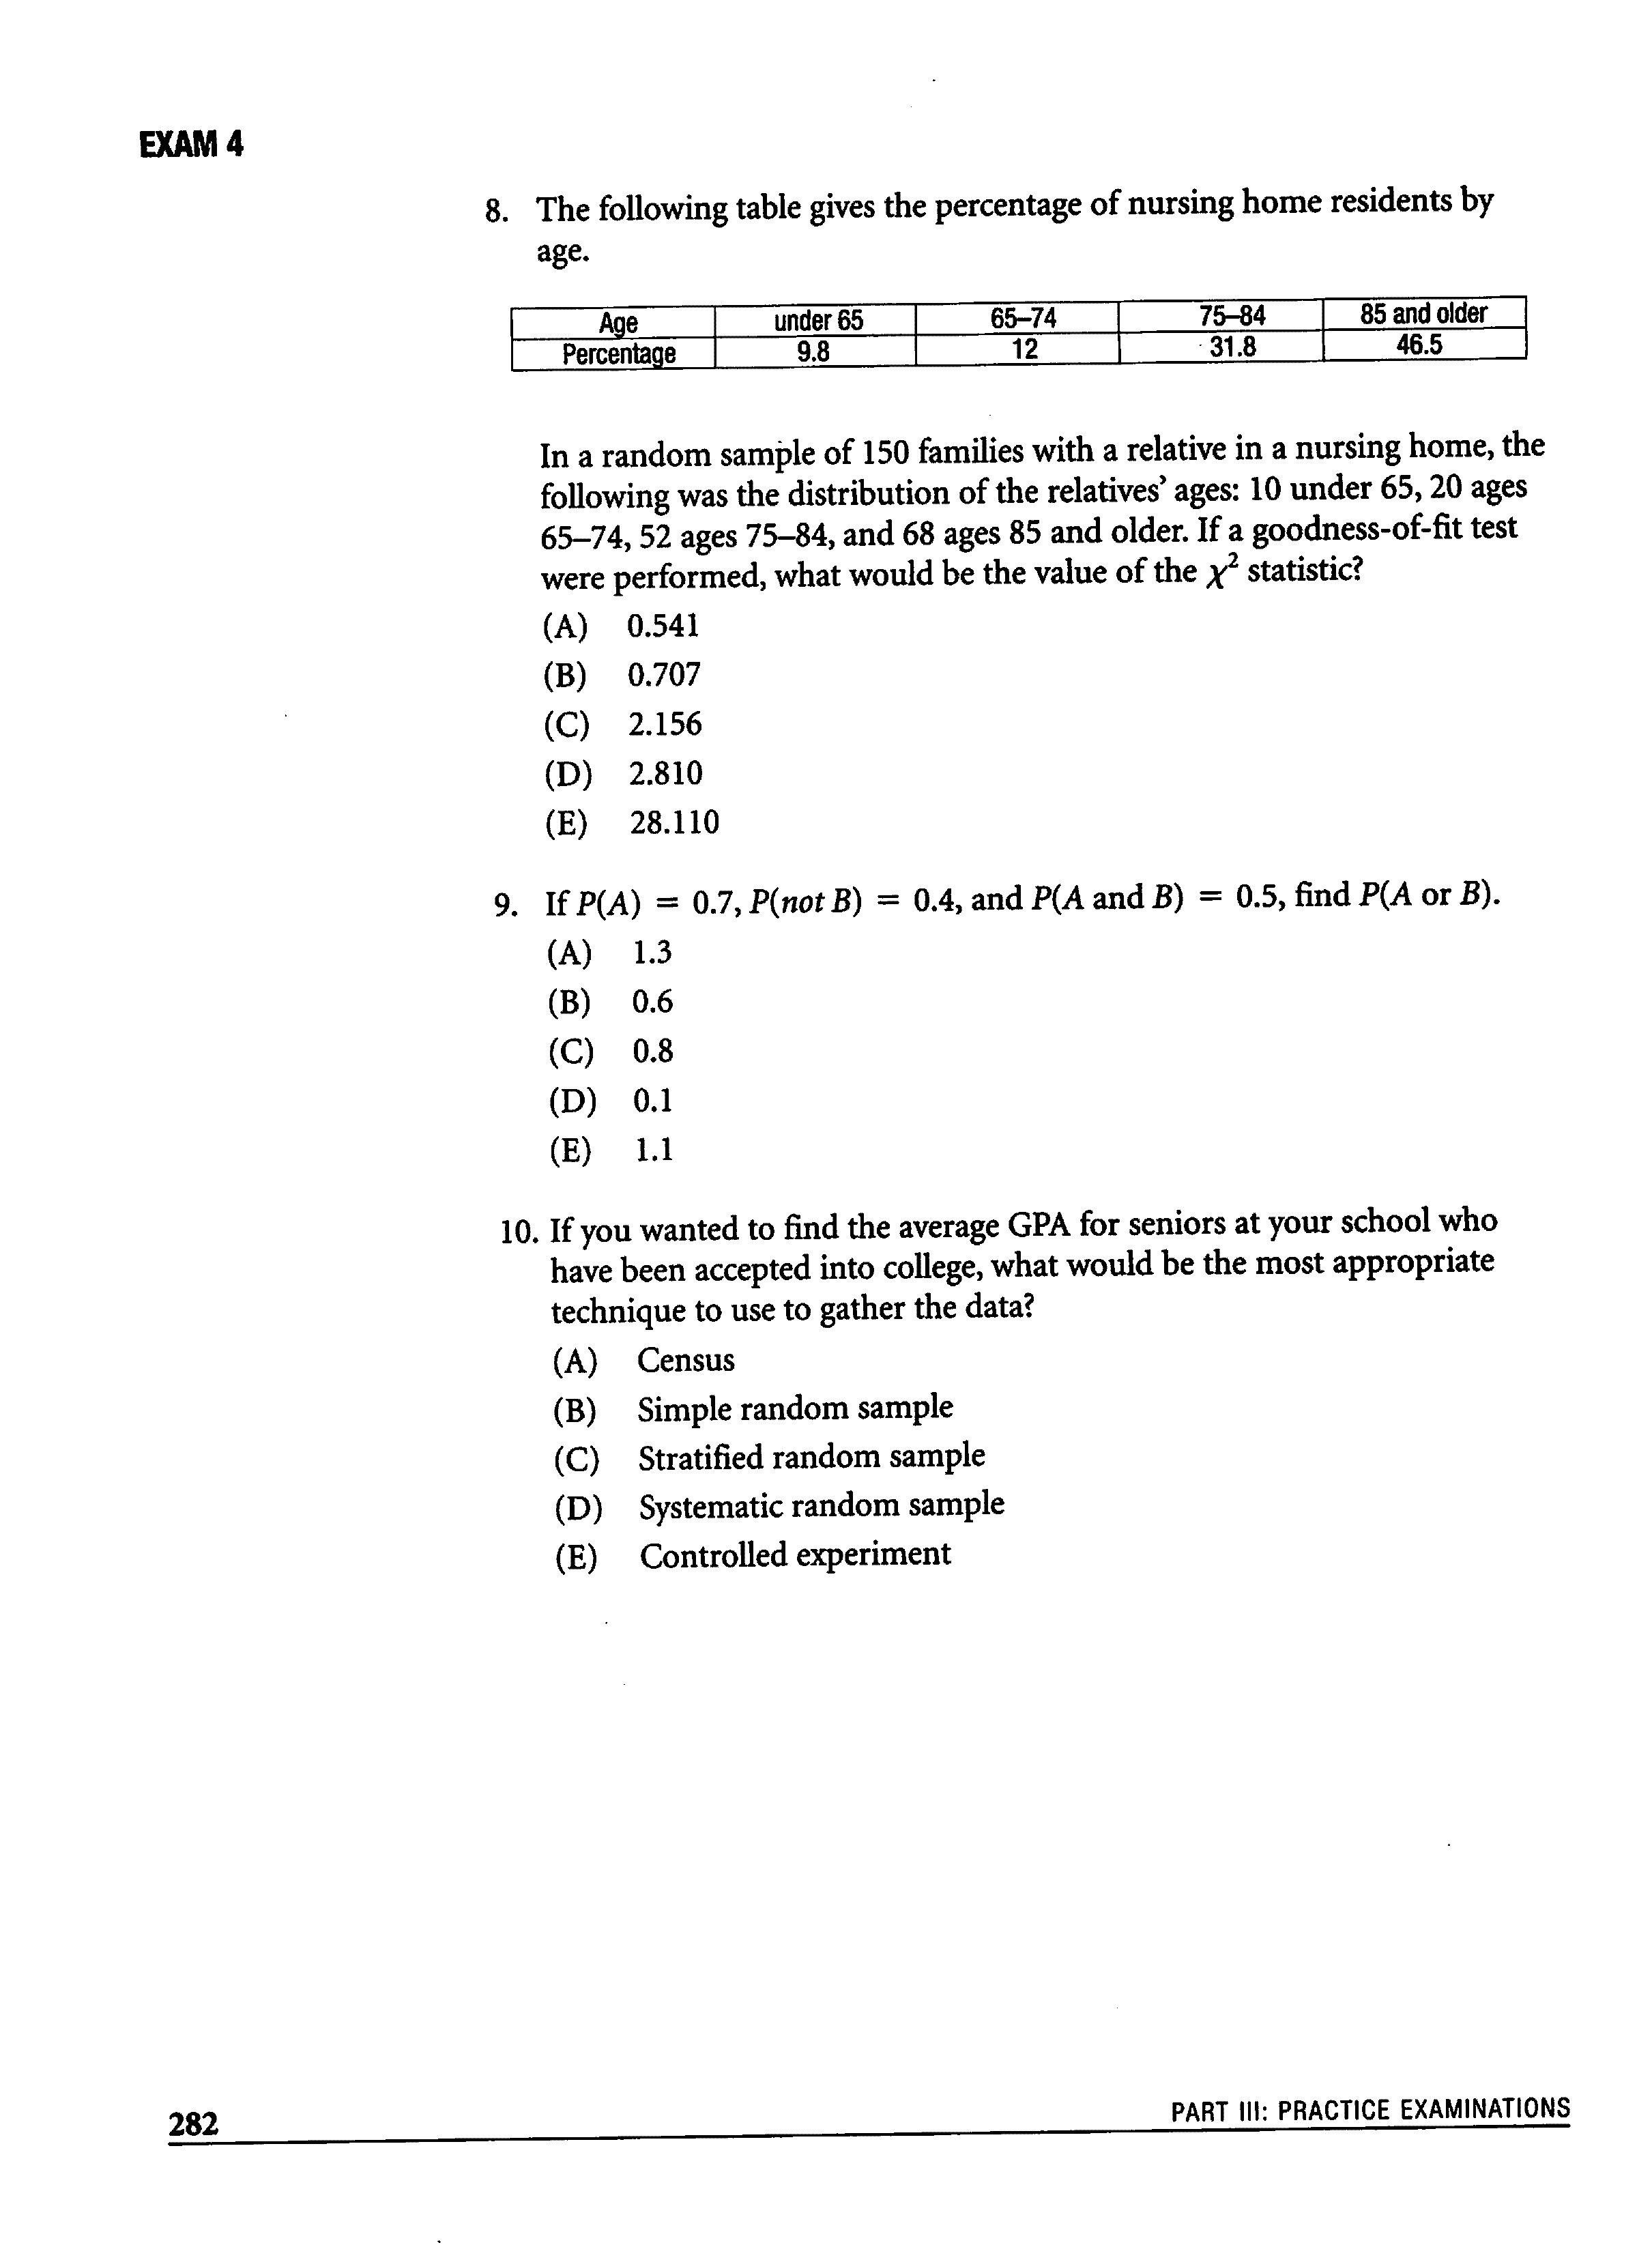 EXAM 4
8. The following table gives the percentage of nursing home residents by
age.
Age under 65 65–74 75–84 85 and older
Percentage 9.8 12 31.8 46.5
In a random sample of 150 families with a relative in a nursing home, the
following was the distribution of the relatives’ ages: 10 under 65, 20 ages
65–74, 52 ages 75–84, and 68 ages 85 and older. If a goodness-of-fit test
were performed, what would be the value of the χ² statistic?
(A) 0.541
(B) 0.707
(C) 2.156
(D) 2.810
(E) 28.110
9. If P(A) = 0.7, P(not B) = 0.4, and P(A and B) = 0.5, find P(A or B).
(A) 1.3
(B) 0.6
(C) 0.8
(D) 0.1
(E) 1.1
10. If you wanted to find the average GPA for seniors at your school who
have been accepted into college, what would be the most appropriate
technique to use to gather the data?
(A) Census
(B) Simple random sample
(C) Stratified random sample
(D) Systematic random sample
(E) Controlled experiment
282 PART III: PRACTICE EXAMINATIONS